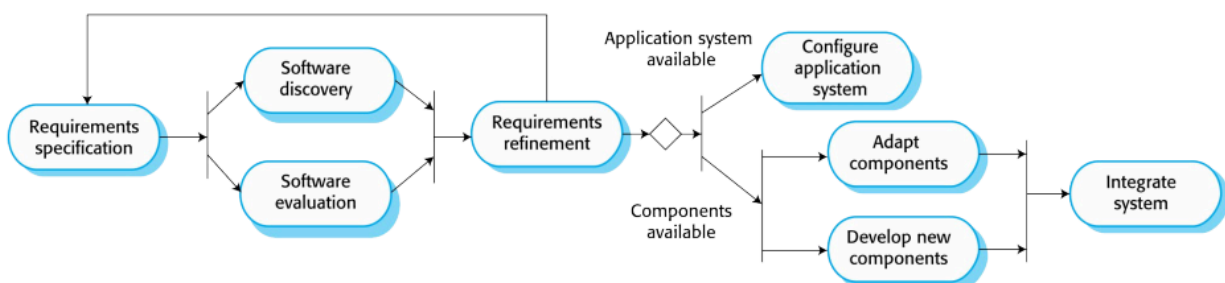 Requirements
specification
Software
discovery
Software
evaluation
Requirements
refinement
Application system
available
Configure
application
system
Components
available
Adapt
components
Develop new
components
Integrate
system